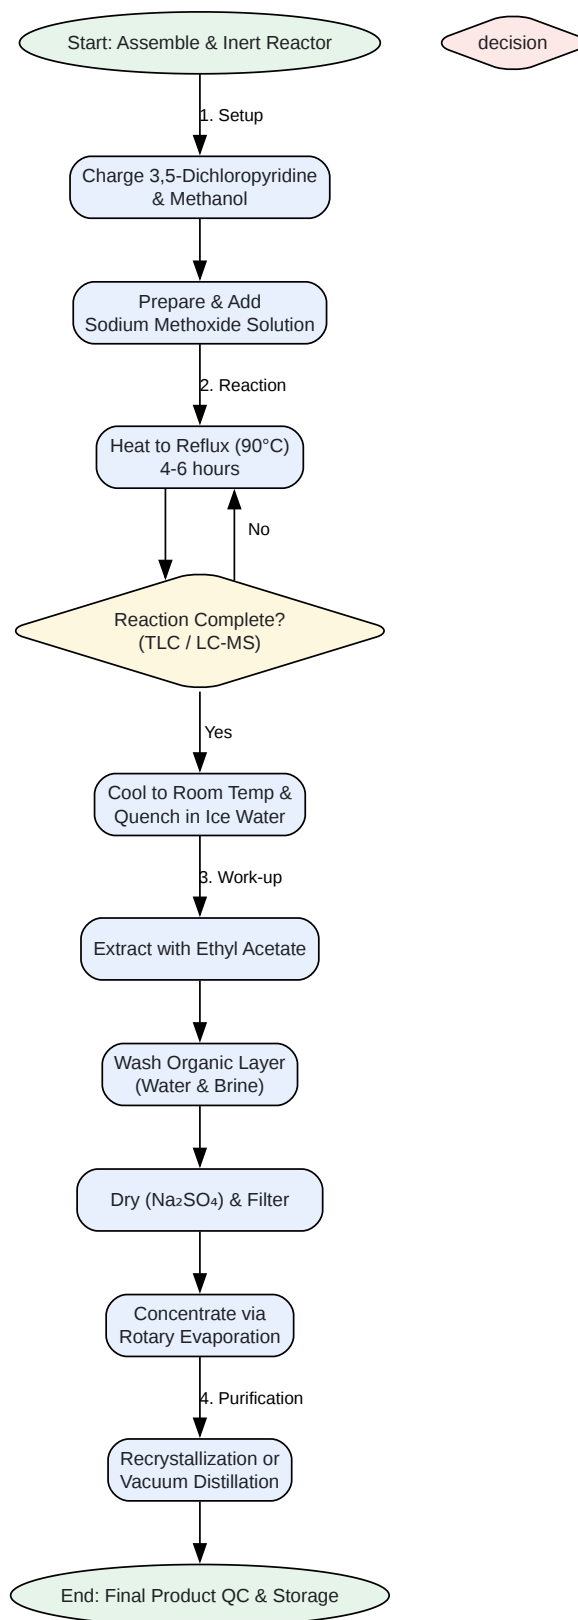 Start: Assemble & Inert Reactor
decision
1. Setup
Charge 3,5-Dichloropyridine
& Methanol
Prepare & Add
Sodium Methoxide Solution
2. Reaction
Heat to Reflux (90°C)
4-6 hours
No
Reaction Complete?
(TLC / LC-MS)
Yes
Cool to Room Temp &
Quench in Ice Water
3. Work-up
Extract with Ethyl Acetate
Wash Organic Layer
(Water & Brine)
Dry (Na₂SO₄) & Filter
Concentrate via
Rotary Evaporation
4. Purification
Recrystallization or
Vacuum Distillation
End: Final Product QC & Storage